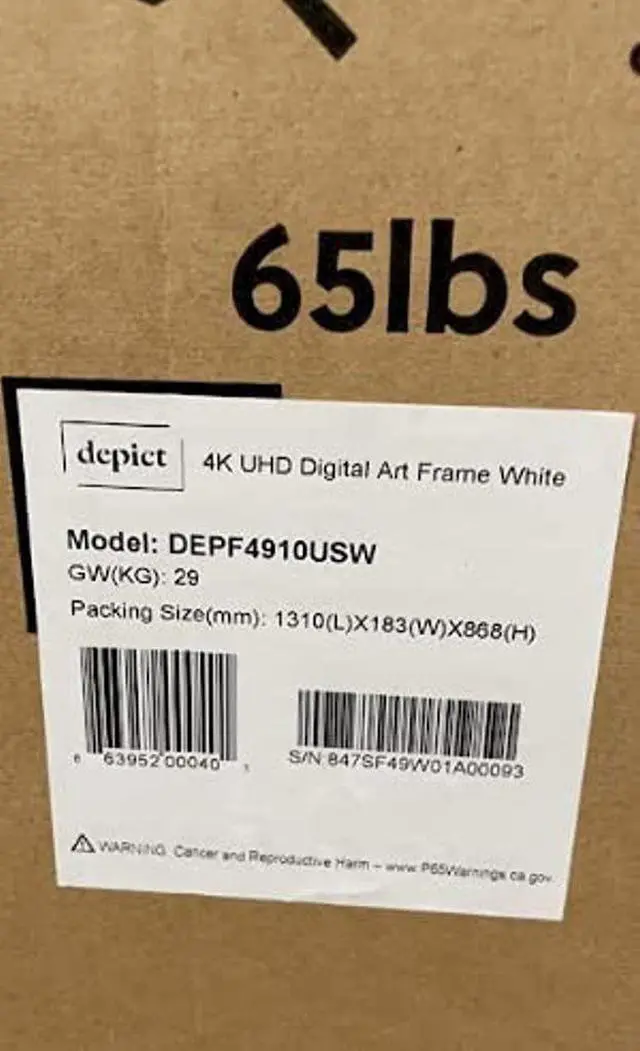 65lbs
depict
4K UHD Digital Art Frame White
Model: DEPF4910USW
GW(KG): 29
Packing Size(mm): 1310(L)X183(W)X868(H)
6 63952 00040 1
S/N:847SF49W01A00093
⚠ WARNING: Cancer and Reproductive Harm – www.P65Warnings.ca.gov